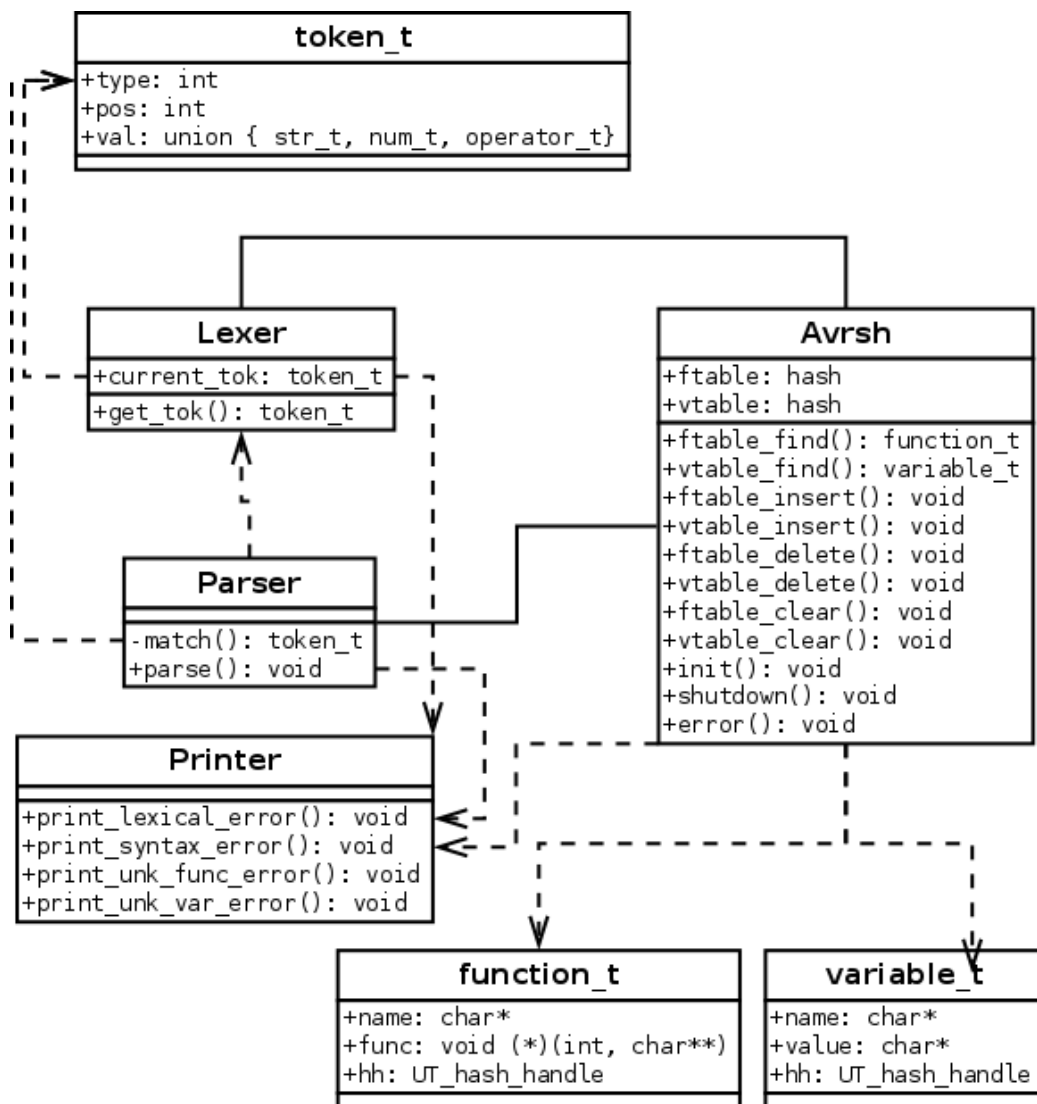 token_t
+type: int
+pos: int
+val: union { str_t, num_t, operator_t}
Lexer
+current_tok: token_t
+get_tok(): token_t
Avrsh
+ftable: hash
+vtable: hash
+ftable_find(): function_t
+vtable_find(): variable_t
+ftable_insert(): void
+vtable_insert(): void
+ftable_delete(): void
+vtable_delete(): void
+ftable_clear(): void
+vtable_clear(): void
+init(): void
+shutdown(): void
+error(): void
Parser
-match(): token_t
+parse(): void
Printer
+print_lexical_error(): void
+print_syntax_error(): void
+print_unk_func_error(): void
+print_unk_var_error(): void
function_t
+name: char*
+func: void (*)(int, char**)
+hh: UT_hash_handle
variable_t
+name: char*
+value: char*
+hh: UT_hash_handle